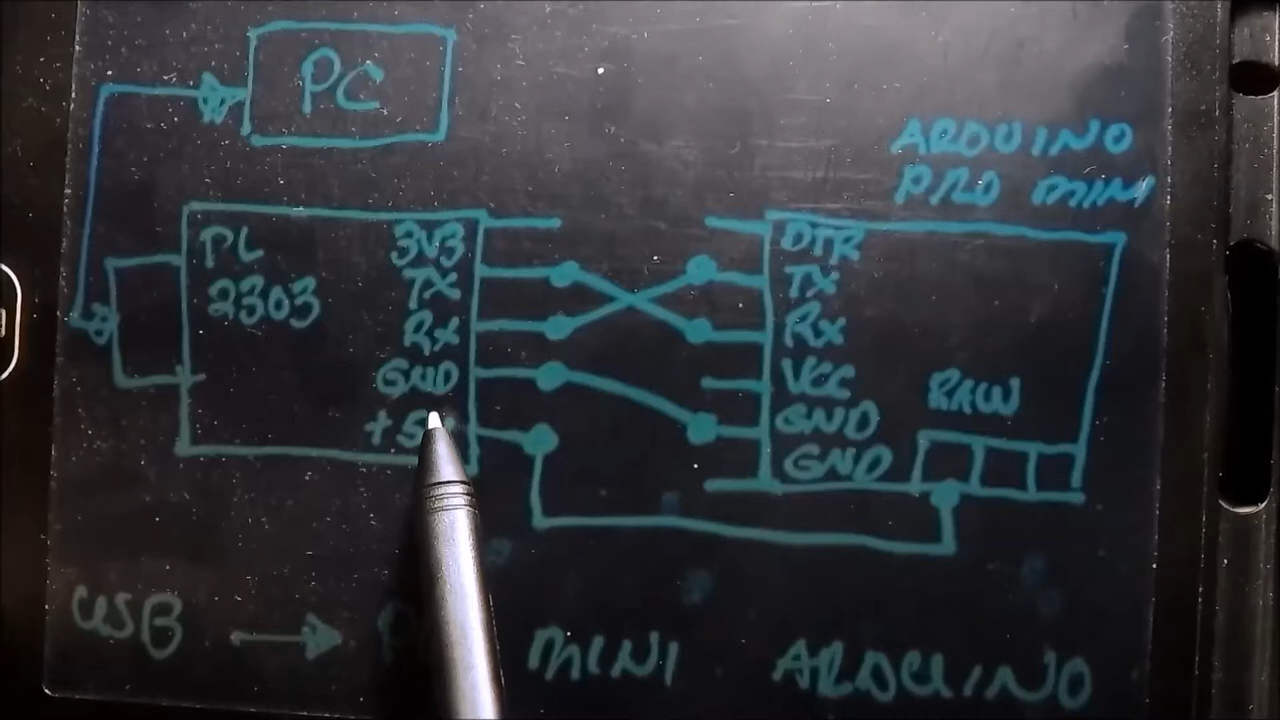 PC
ARDUINO
PRO MINI
PL
2303
3V3
TX
Rx
GND
DTR
TX
Rx
VCC
GND
GND
RAW
USB
MINI ARDUINO